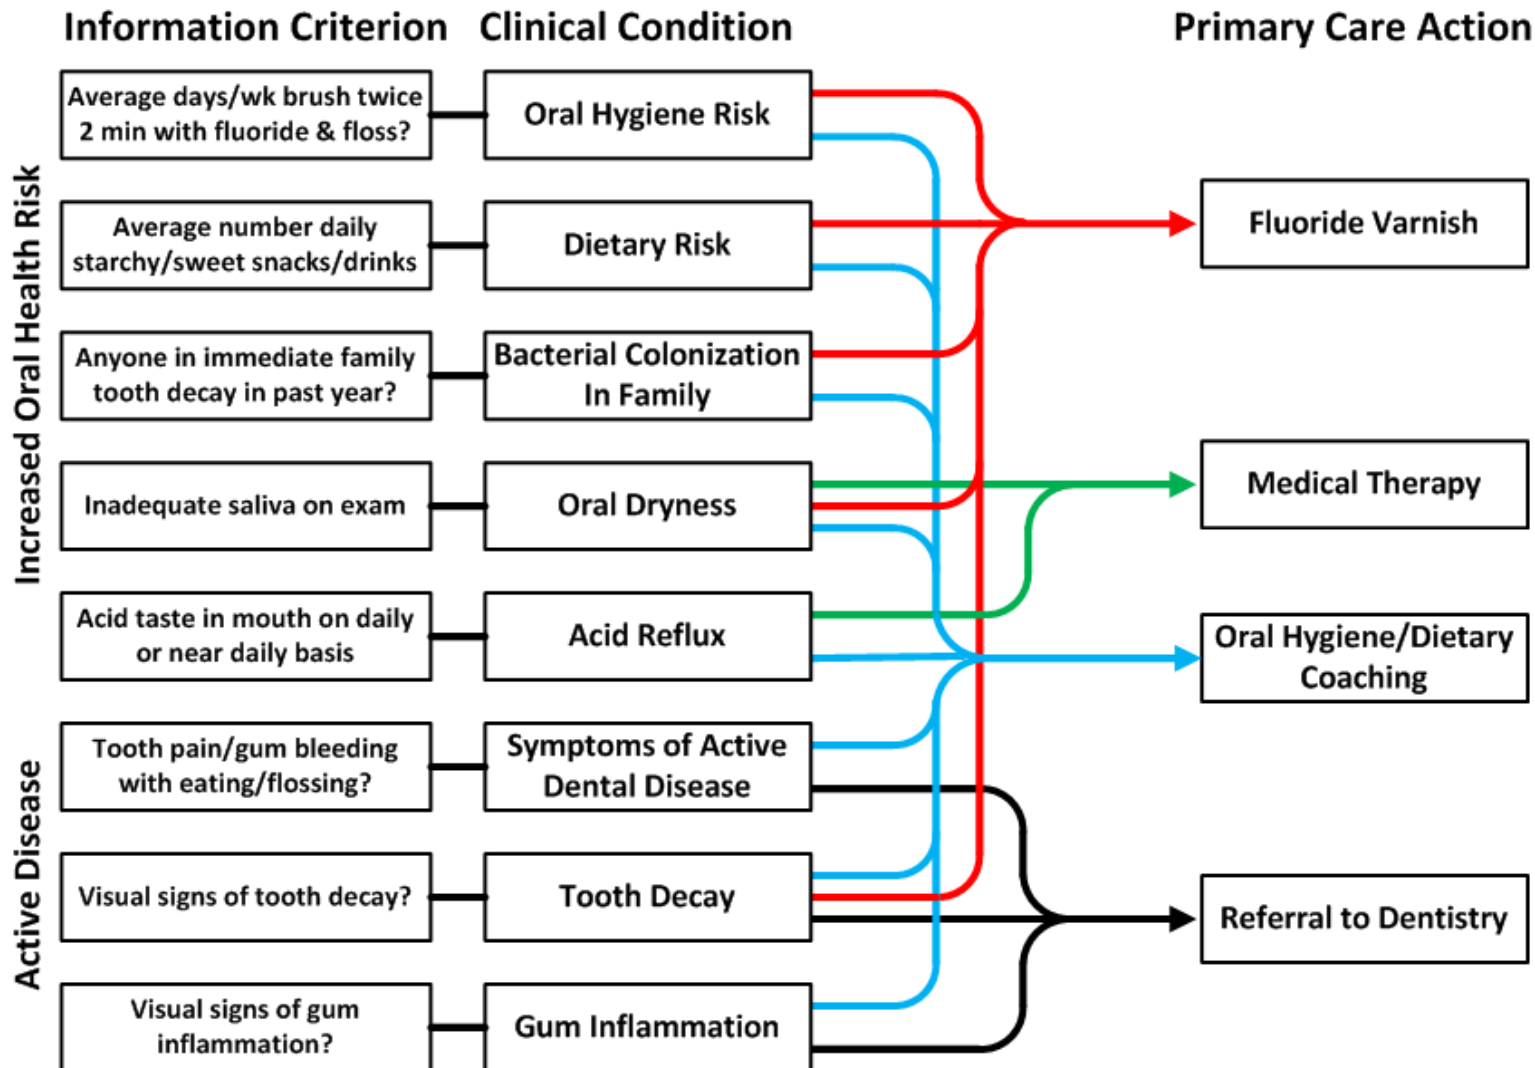 Information Criterion
Clinical Condition
Primary Care Action
Increased Oral Health Risk
Average days/wk brush twice
2 min with fluoride & floss?
Oral Hygiene Risk
Fluoride Varnish
Average number daily
starchy/sweet snacks/drinks
Dietary Risk
Anyone in immediate family
tooth decay in past year?
Bacterial Colonization
In Family
Inadequate saliva on exam
Oral Dryness
Medical Therapy
Acid taste in mouth on daily
or near daily basis
Acid Reflux
Oral Hygiene/Dietary
Coaching
Active Disease
Tooth pain/gum bleeding
with eating/flossing?
Symptoms of Active
Dental Disease
Visual signs of tooth decay?
Tooth Decay
Referral to Dentistry
Visual signs of gum
inflammation?
Gum Inflammation